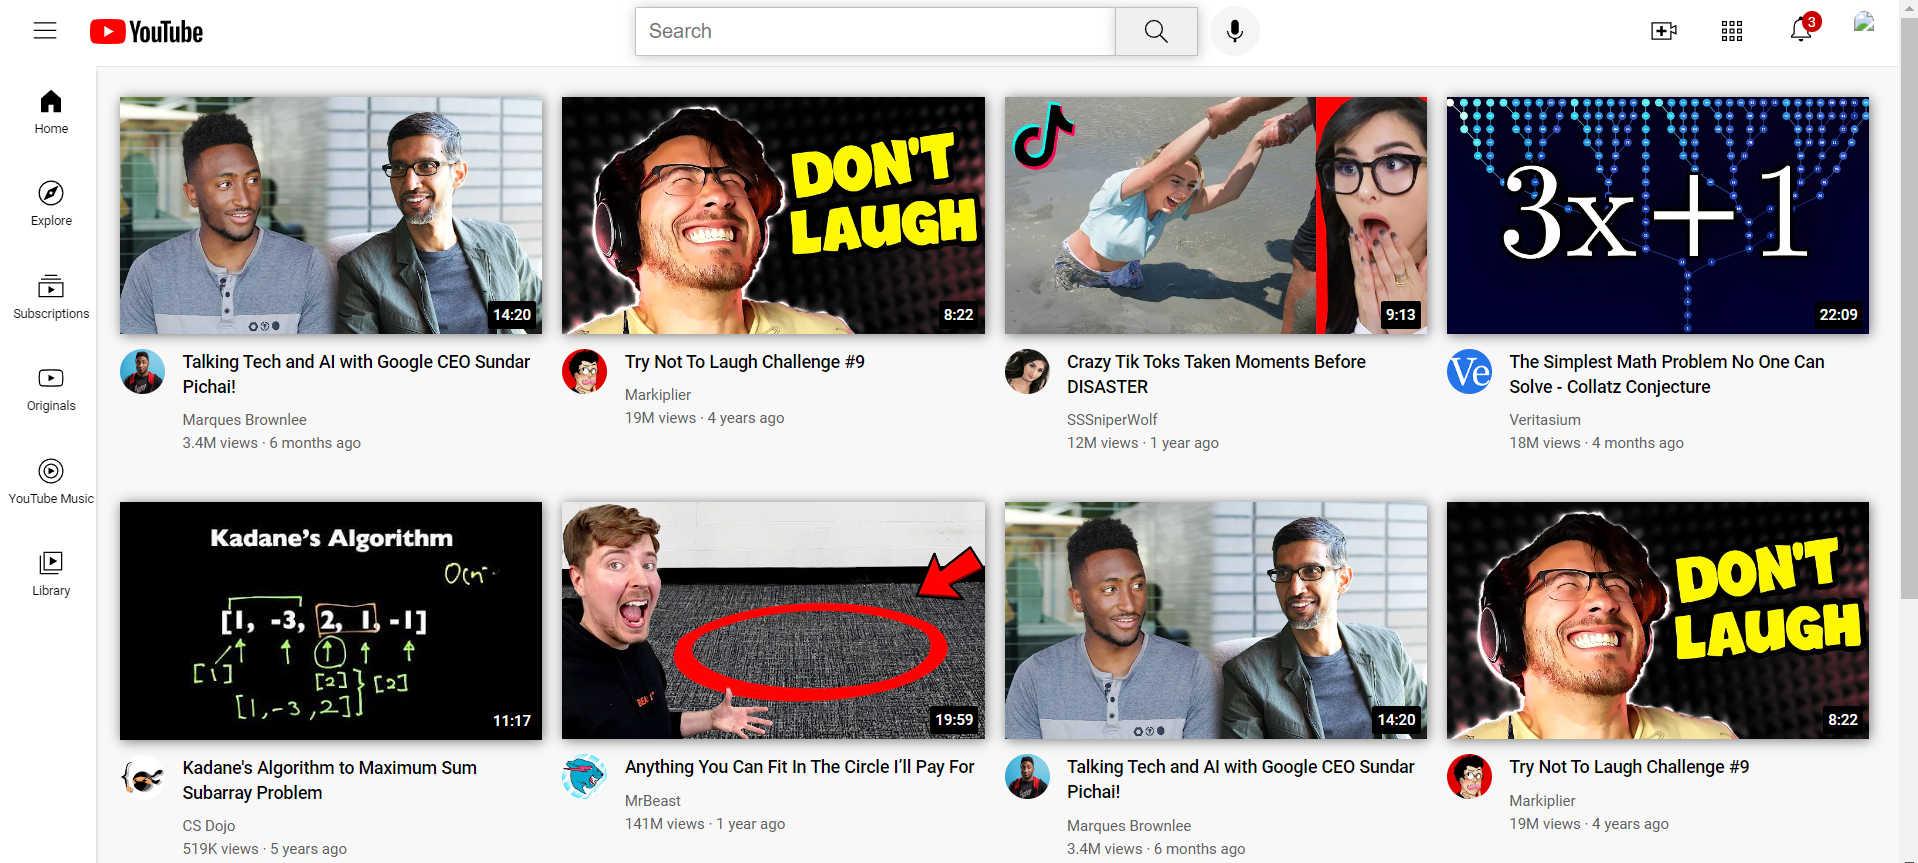 YouTube
Search
3
Home
Explore
Subscriptions
Originals
YouTube Music
Library
14:20
Talking Tech and AI with Google CEO Sundar
Pichai!
Marques Brownlee
3.4M views · 6 months ago
DON'T
LAUGH
8:22
Try Not To Laugh Challenge #9
Markiplier
19M views · 4 years ago
9:13
Crazy Tik Toks Taken Moments Before
DISASTER
SSSniperWolf
12M views · 1 year ago
3x+1
22:09
Ve
The Simplest Math Problem No One Can
Solve - Collatz Conjecture
Veritasium
18M views · 4 months ago
Kadane's Algorithm
[1, -3, 2, 1, -1]
[1]
[2]
[2]
[1,-3,2]
11:17
Kadane's Algorithm to Maximum Sum
Subarray Problem
CS Dojo
519K views · 5 years ago
19:59
Anything You Can Fit In The Circle I’ll Pay For
MrBeast
141M views · 1 year ago
14:20
Talking Tech and AI with Google CEO Sundar
Pichai!
Marques Brownlee
3.4M views · 6 months ago
DON'T
LAUGH
8:22
Try Not To Laugh Challenge #9
Markiplier
19M views · 4 years ago